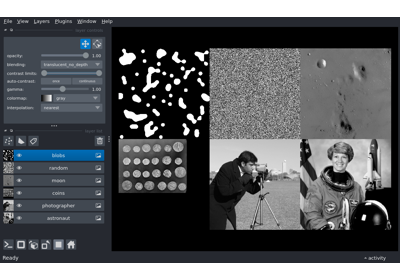 File View Layers Plugins Window Help
opacity: 1.00
blending: translucent_no_depth
contrast limits:
auto-contrast: once continuous
gamma: 1.00
colormap: gray
interpolation: nearest
blobs
random
moon
coins
photographer
astronaut
Ready
activity